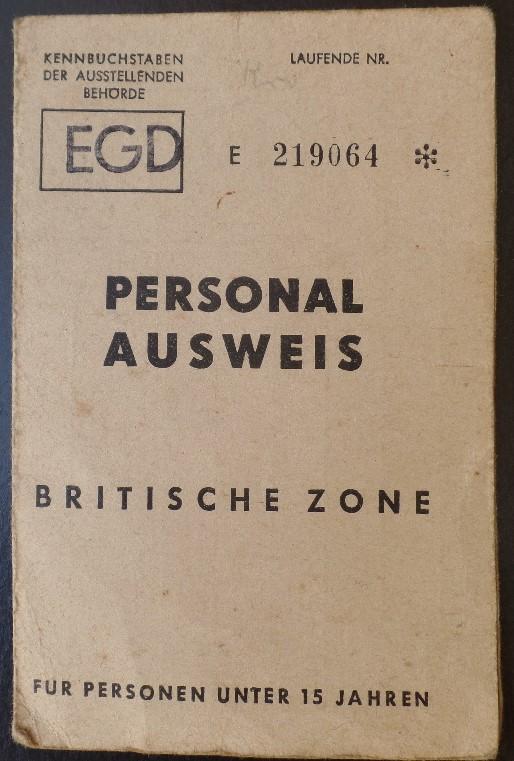 KENNBUCHSTABEN
DER AUSSTELLENDEN
BEHÖRDE
LAUFENDE NR.
EGD
E 219064 *
PERSONAL
AUSWEIS
BRITISCHE ZONE
FUR PERSONEN UNTER 15 JAHREN